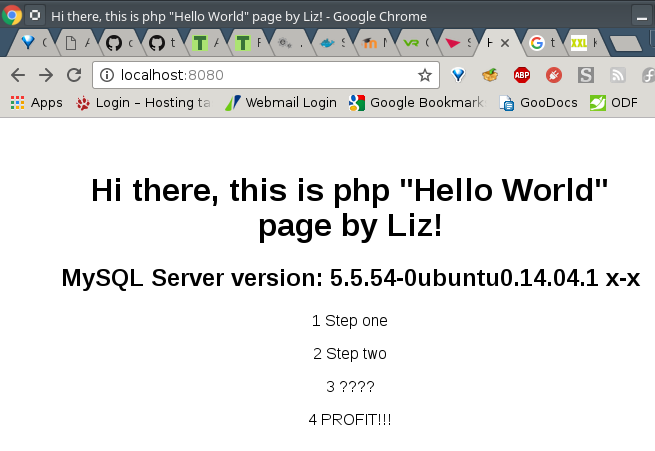 Hi there, this is php "Hello World" page by Liz! - Google Chrome
localhost:8080
ABP
Apps
Login – Hosting ta
Webmail Login
Google Bookmark
GooDocs
ODF
Hi there, this is php "Hello World"
page by Liz!
MySQL Server version: 5.5.54-0ubuntu0.14.04.1 x-x
1 Step one
2 Step two
3 ????
4 PROFIT!!!